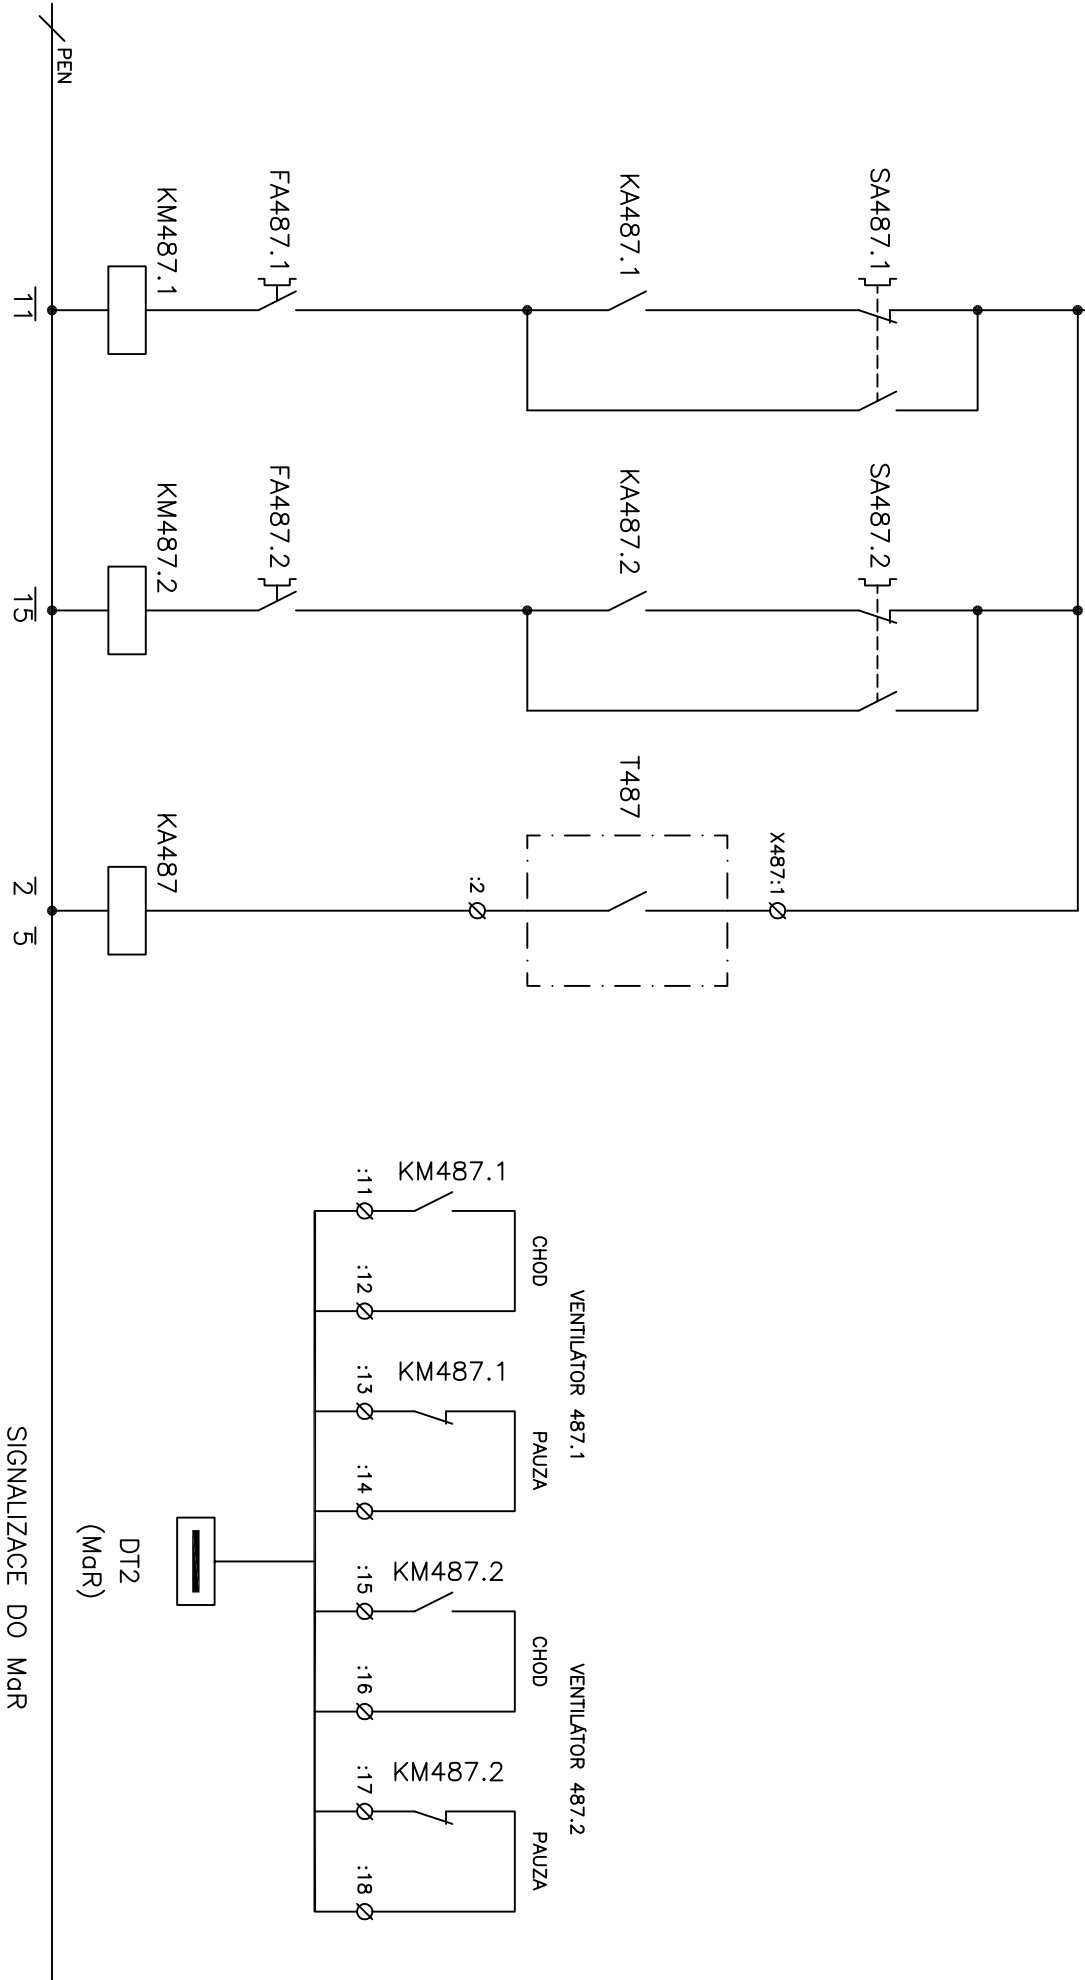 PEN
SA487.1
KA487.1
FA487.1
KM487.1
11
SA487.2
KA487.2
FA487.2
KM487.2
15
X487:1
T487
:2
KA487
2 5
VENTILÁTOR 487.1
CHOD
PAUZA
KM487.1
KM487.1
:11
:12
:13
:14
VENTILÁTOR 487.2
CHOD
PAUZA
KM487.2
KM487.2
:15
:16
:17
:18
DT2
(MaR)
SIGNALIZACE DO MaR